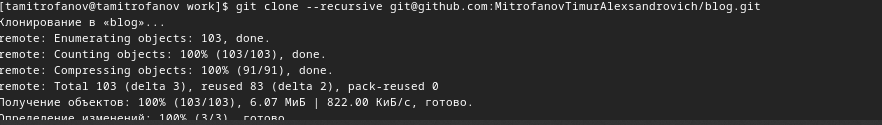 [tamitrofanov@tamitrofanov work]$ git clone --recursive git@github.com:MitrofanovTimurAlexsandrovich/blog.git
Клонирование в «blog»...
remote: Enumerating objects: 103, done.
remote: Counting objects: 100% (103/103), done.
remote: Compressing objects: 100% (91/91), done.
remote: Total 103 (delta 3), reused 83 (delta 2), pack-reused 0
Получение объектов: 100% (103/103), 6.07 МиБ | 822.00 КиБ/с, готово.
Определение изменений: 100% (3/3), готово.